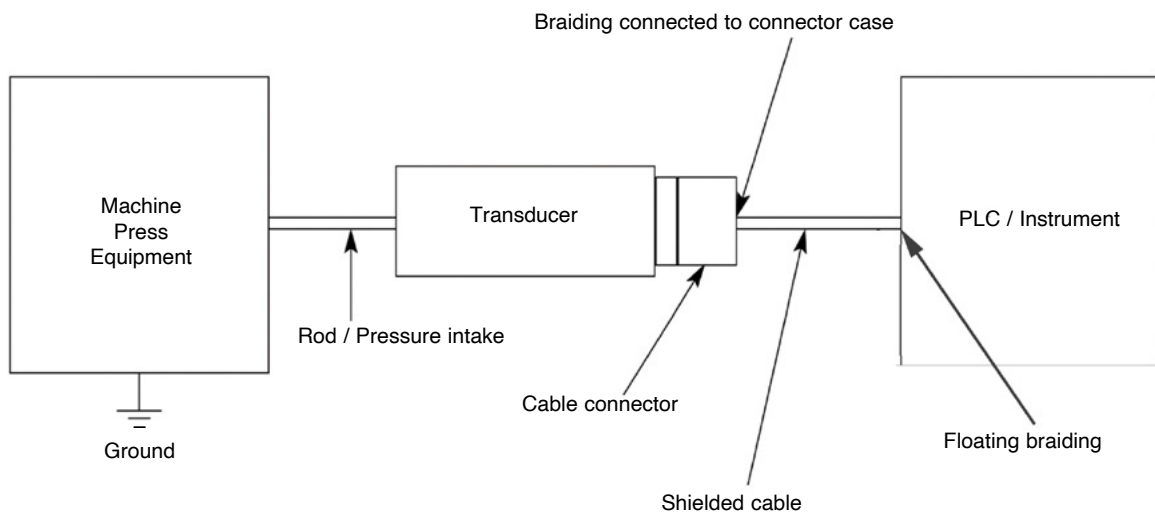 Braiding connected to connector case
Machine
Press
Equipment
Transducer
PLC / Instrument
Rod / Pressure intake
Cable connector
Ground
Floating braiding
Shielded cable